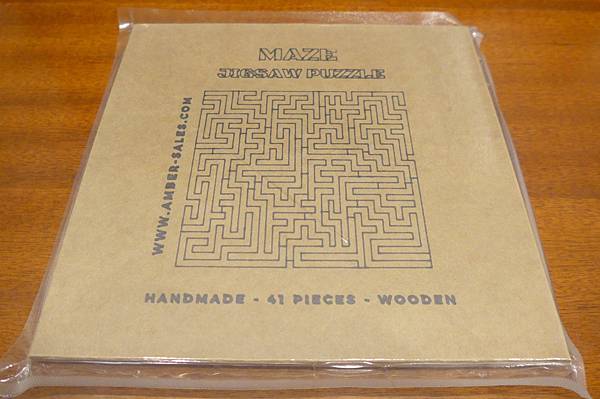 MAZE
JIGSAW PUZZLE
WWW.AMBER-SALES.COM
HANDMADE - 41 PIECES - WOODEN